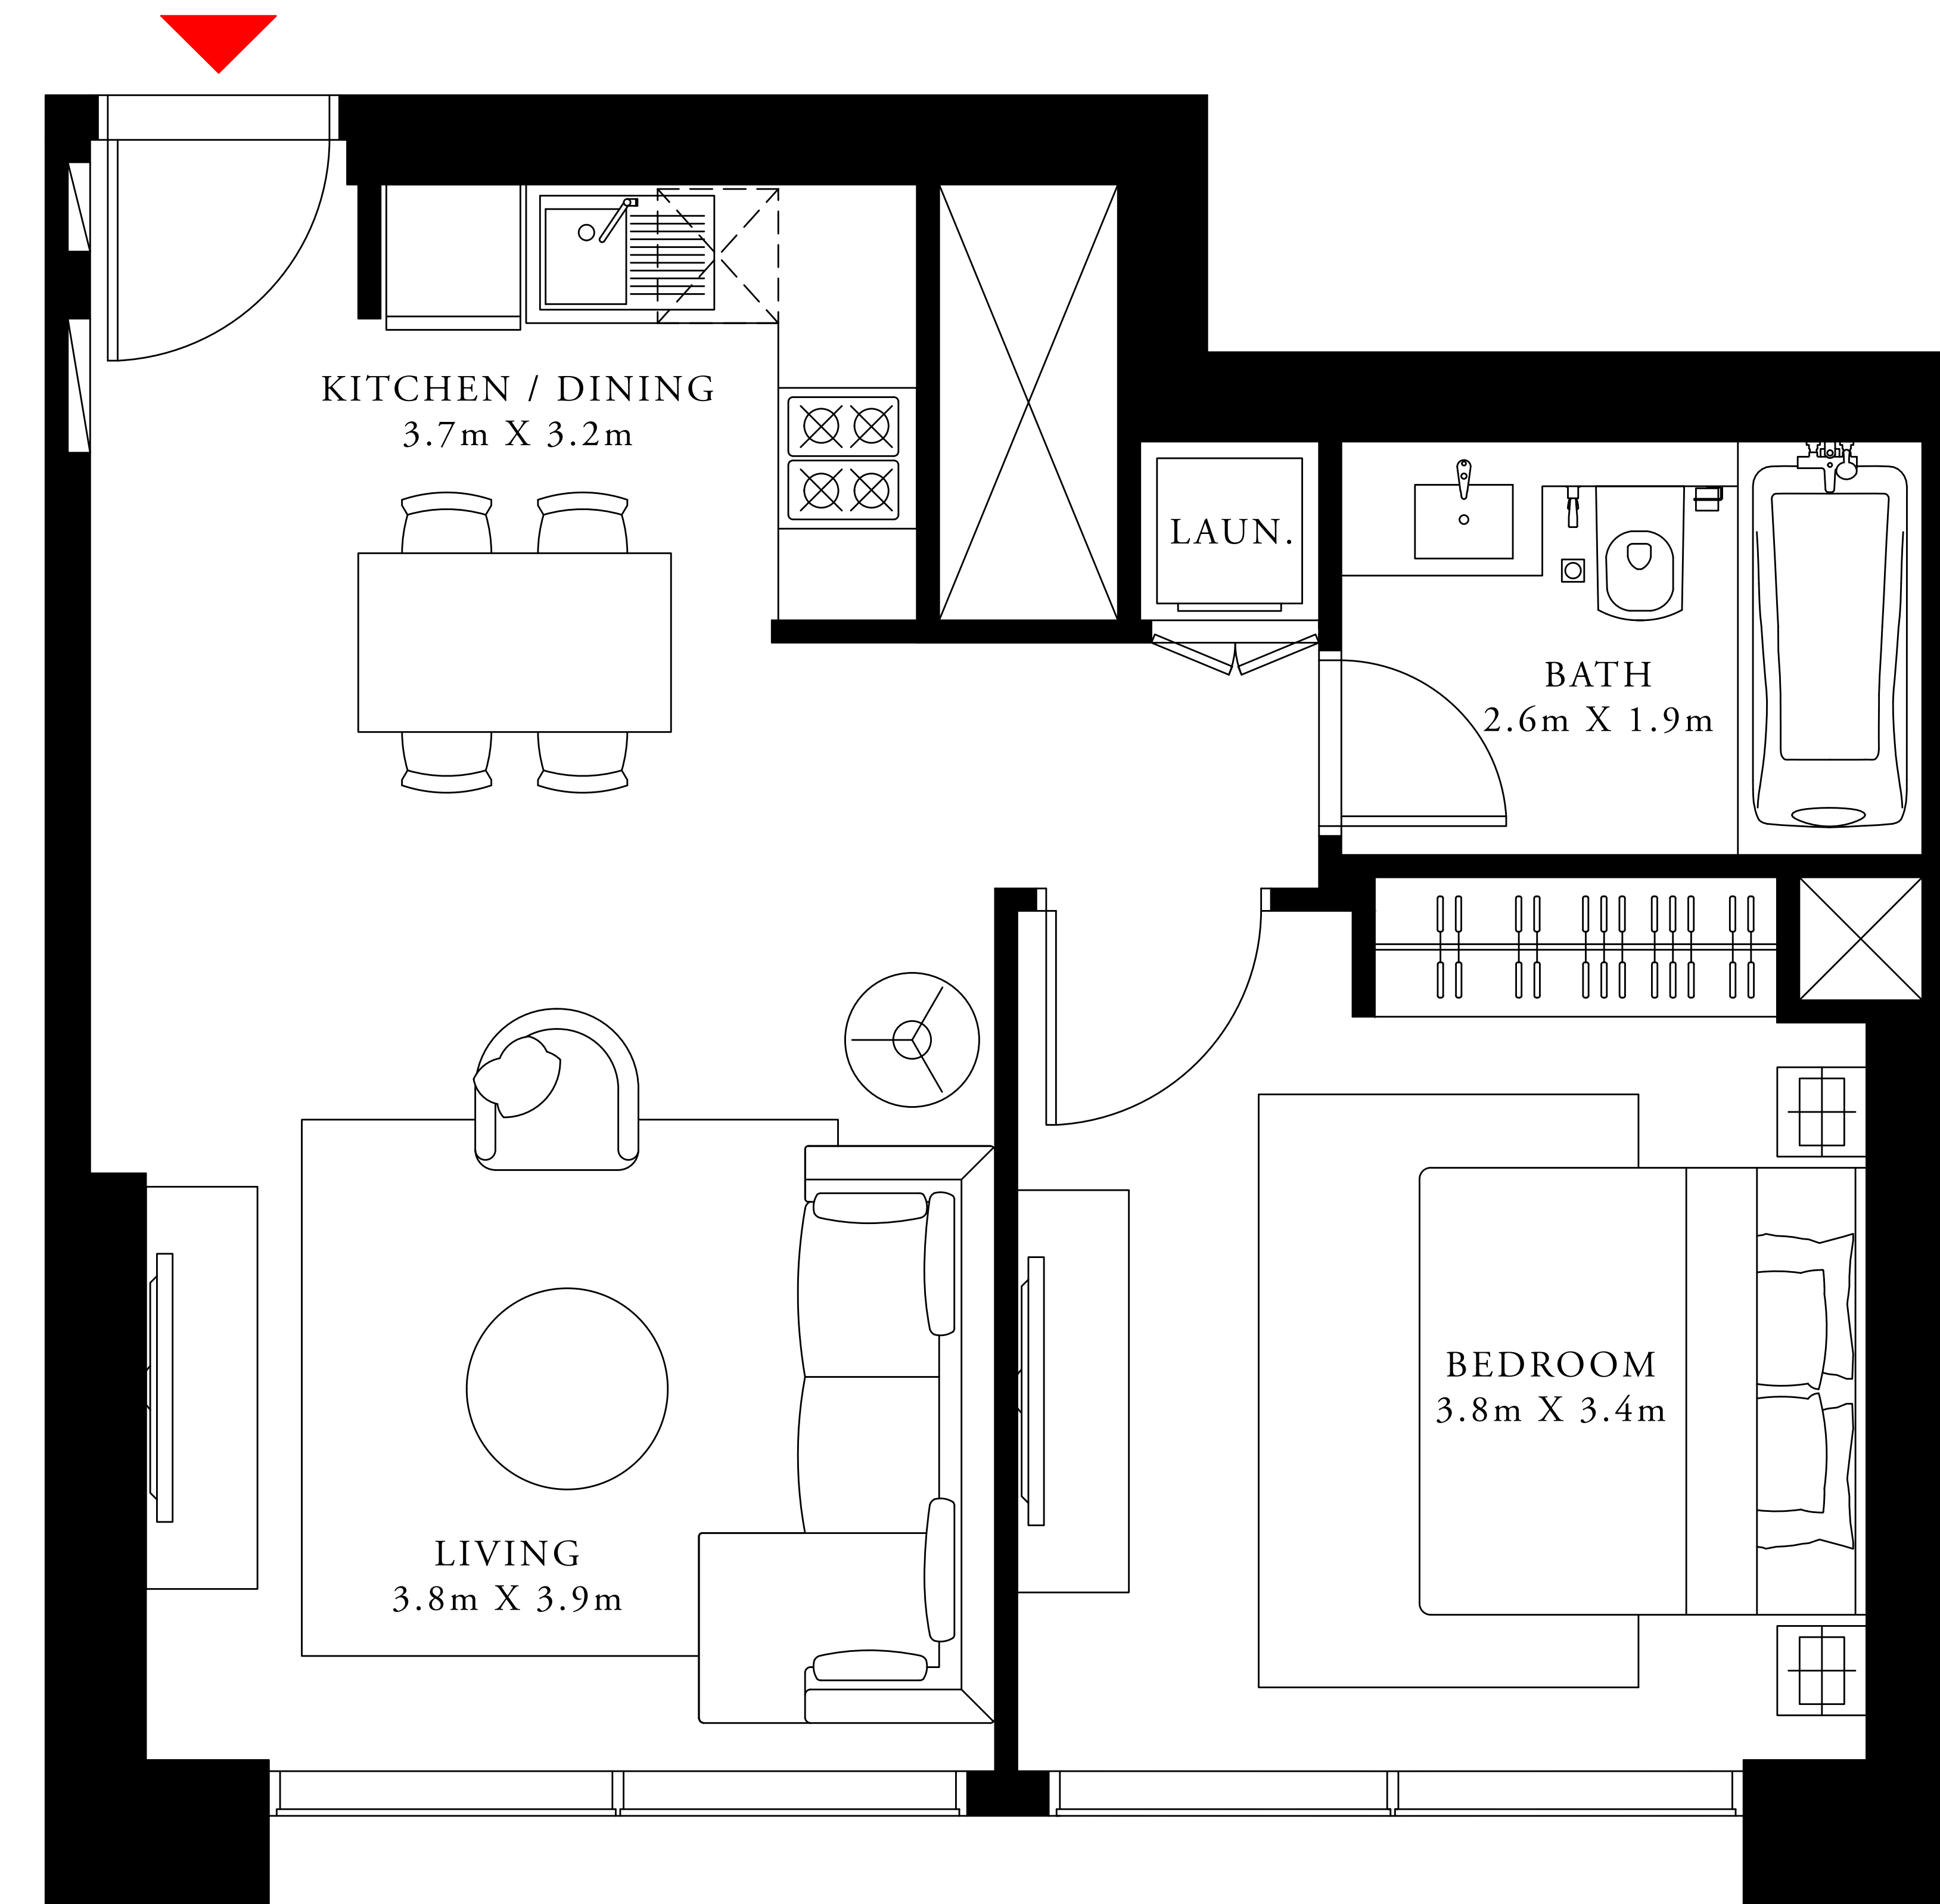 KITCHEN / DINING
3.7m X 3.2m
LAUN.
BATH
2.6m X 1.9m
BEDROOM
3.8m X 3.4m
LIVING
3.8m X 3.9m